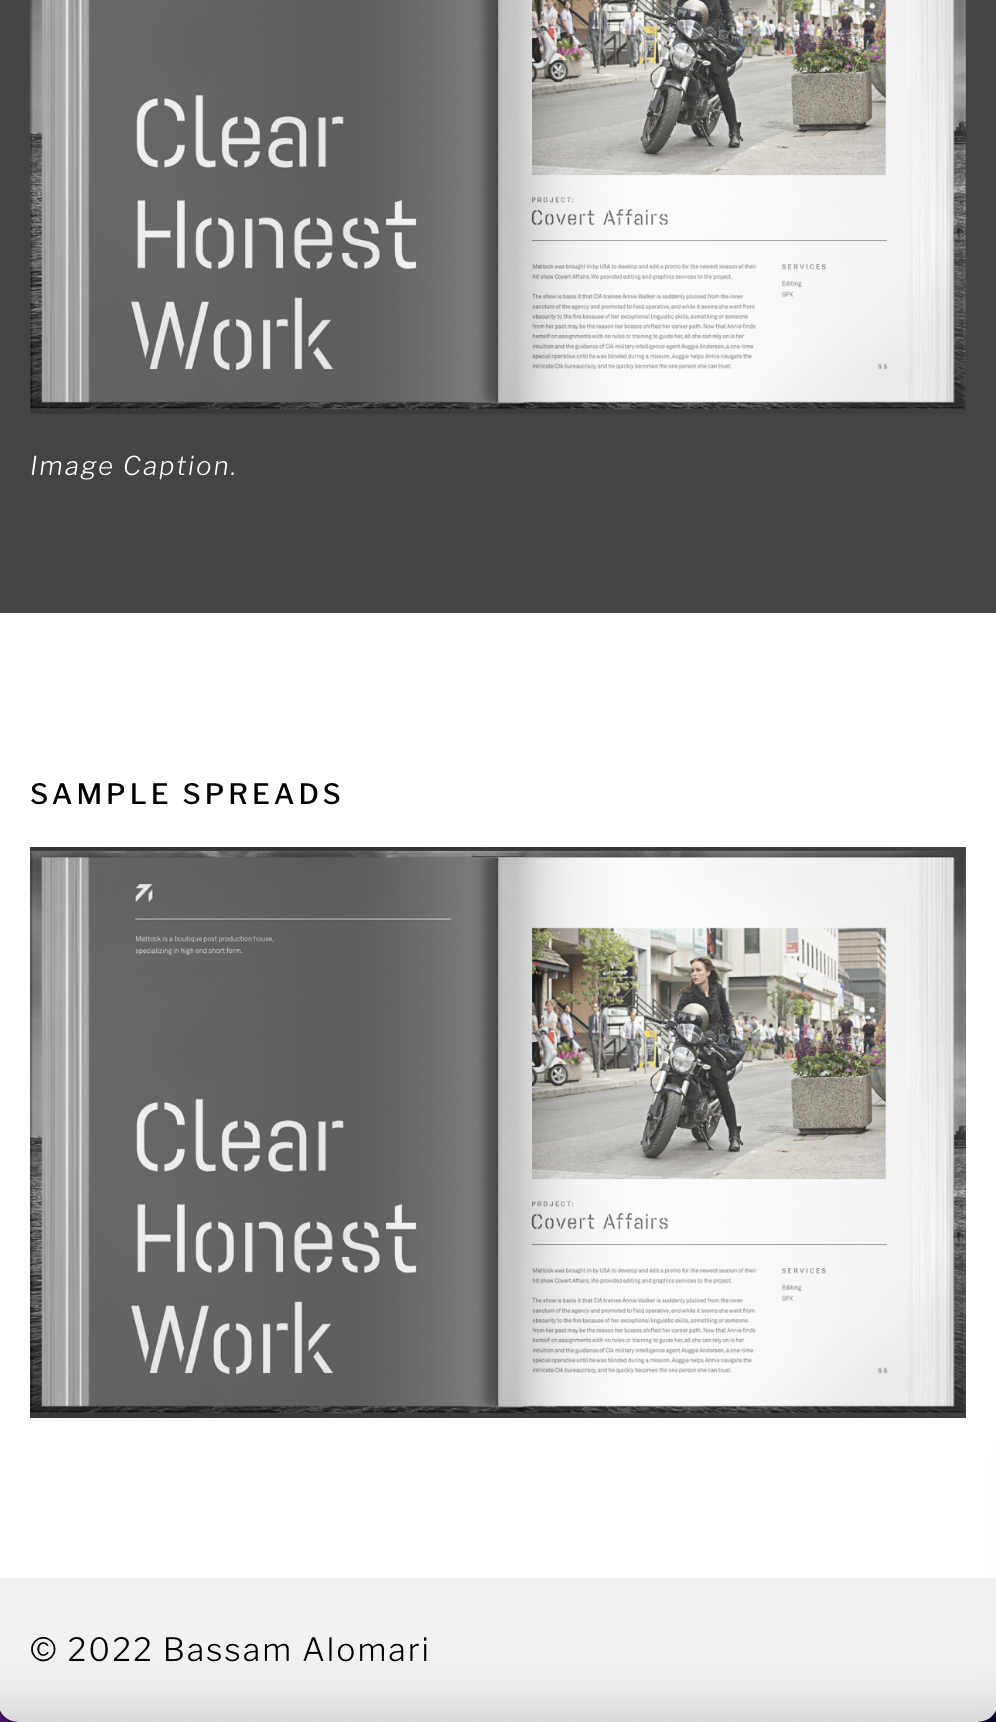 Clear
Honest
Work
PROJECT:
Covert Affairs
Mattock was brought in by USA to develop and edit a promo for the newest season of their
hit show Covert Affairs. We provided editing and graphics services to the project.
The show is basis it that CIA trainee Annie Walker is suddenly plucked from the inner
sanctum of the agency and promoted to field operative, and while it seems she went from
obscurity to the fire because of her exceptional linguistic skills, something or someone
from her past may be the reason her bosses shifted her career path. Now that Annie finds
herself on assignments with no rules or training to guide her, all she can rely on is her
intuition and the guidance of CIA military intelligence agent Auggie Anderson, a one-time
special operative until he was blinded during a mission. Auggie helps Annie navigate the
intricate CIA bureaucracy, and he quickly becomes the one person she can trust.
SERVICES
Editing
GFX
55
Image Caption.
SAMPLE SPREADS
Mattock is a boutique post production house,
specializing in high end short form.
Clear
Honest
Work
PROJECT:
Covert Affairs
Mattock was brought in by USA to develop and edit a promo for the newest season of their
hit show Covert Affairs. We provided editing and graphics services to the project.
The show is basis it that CIA trainee Annie Walker is suddenly plucked from the inner
sanctum of the agency and promoted to field operative, and while it seems she went from
obscurity to the fire because of her exceptional linguistic skills, something or someone
from her past may be the reason her bosses shifted her career path. Now that Annie finds
herself on assignments with no rules or training to guide her, all she can rely on is her
intuition and the guidance of CIA military intelligence agent Auggie Anderson, a one-time
special operative until he was blinded during a mission. Auggie helps Annie navigate the
intricate CIA bureaucracy, and he quickly becomes the one person she can trust.
SERVICES
Editing
GFX
55
© 2022 Bassam Alomari